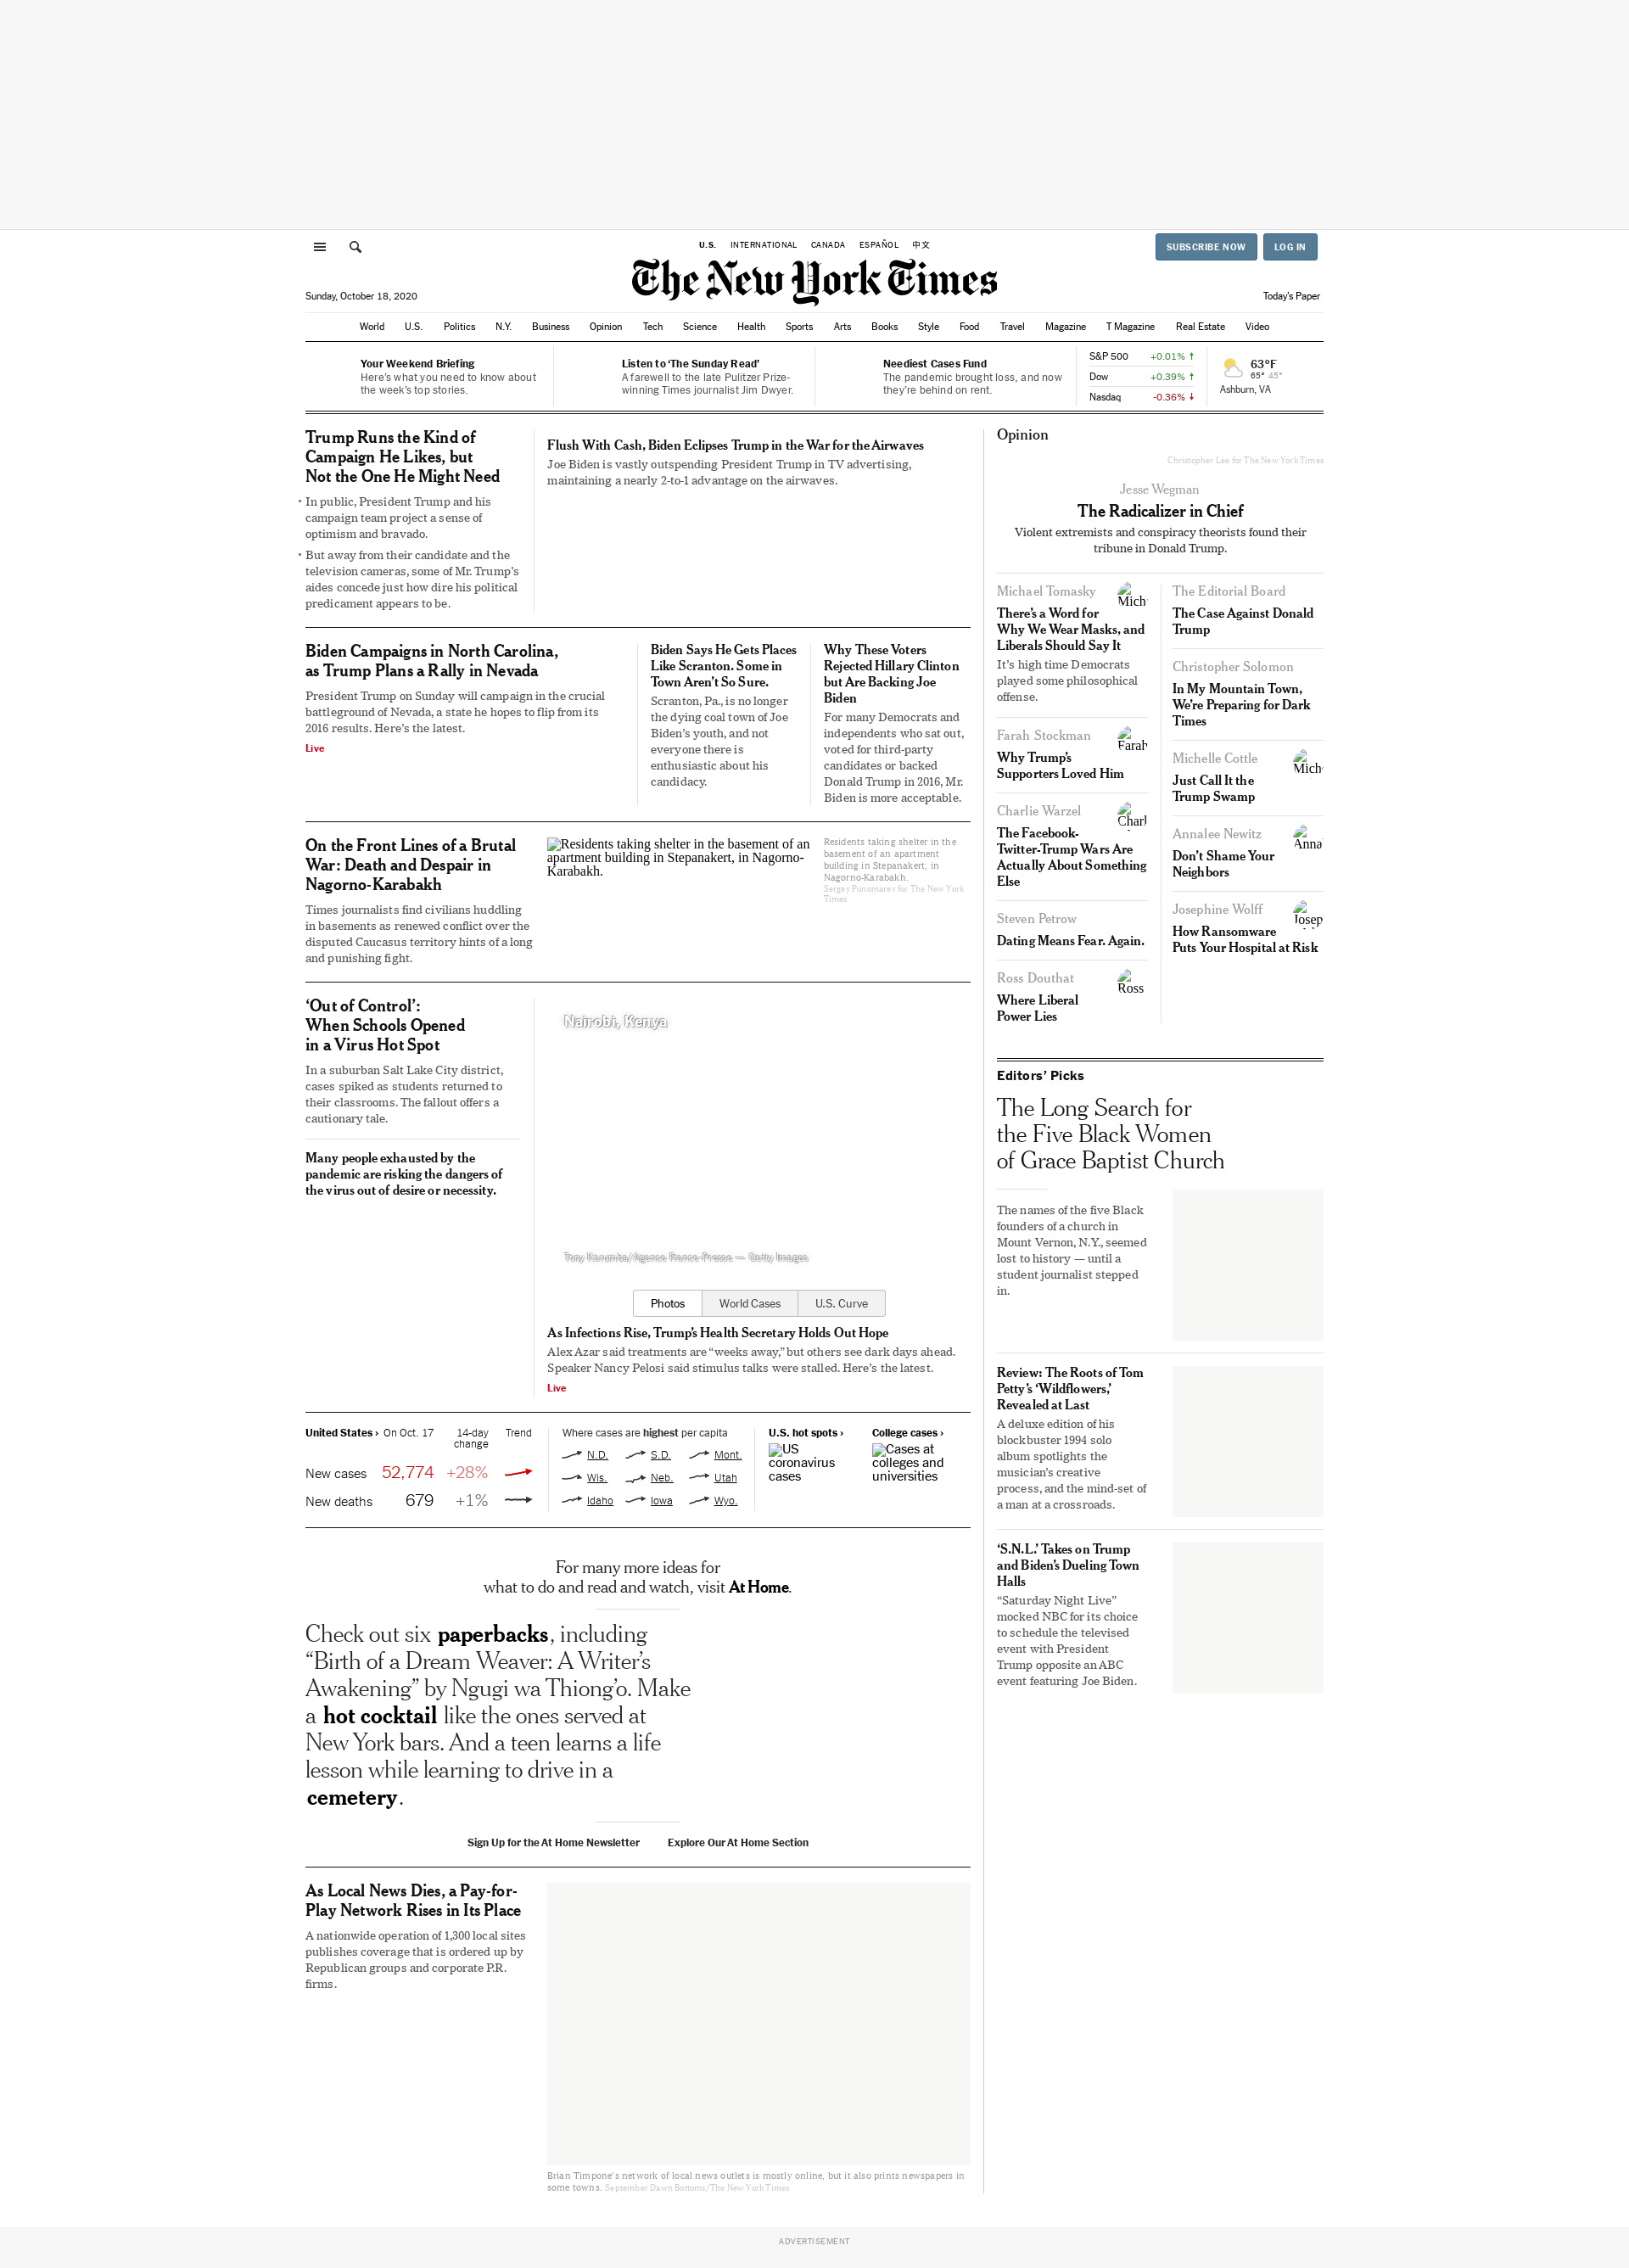 U.S.
INTERNATIONAL
CANADA
ESPAÑOL
中文
SUBSCRIBE NOW
LOG IN
The New York Times
Sunday, October 18, 2020
Today's Paper
World U.S. Politics N.Y. Business Opinion Tech Science Health Sports Arts Books Style Food Travel Magazine T Magazine Real Estate Video
Your Weekend Briefing
Here's what you need to know about
the week's top stories.
Listen to 'The Sunday Read'
A farewell to the late Pulitzer Prize-
winning Times journalist Jim Dwyer.
Neediest Cases Fund
The pandemic brought loss, and now
they're behind on rent.
S&P 500 +0.01% ↑
Dow +0.39% ↑
Nasdaq -0.36% ↓
63°F
65° 45°
Ashburn, VA
Trump Runs the Kind of
Campaign He Likes, but
Not the One He Might Need
• In public, President Trump and his
campaign team project a sense of
optimism and bravado.
• But away from their candidate and the
television cameras, some of Mr. Trump's
aides concede just how dire his political
predicament appears to be.
Flush With Cash, Biden Eclipses Trump in the War for the Airwaves
Joe Biden is vastly outspending President Trump in TV advertising,
maintaining a nearly 2-to-1 advantage on the airwaves.
Biden Campaigns in North Carolina,
as Trump Plans a Rally in Nevada
President Trump on Sunday will campaign in the crucial
battleground of Nevada, a state he hopes to flip from its
2016 results. Here's the latest.
Live
Biden Says He Gets Places
Like Scranton. Some in
Town Aren't So Sure.
Scranton, Pa., is no longer
the dying coal town of Joe
Biden's youth, and not
everyone there is
enthusiastic about his
candidacy.
Why These Voters
Rejected Hillary Clinton
but Are Backing Joe
Biden
For many Democrats and
independents who sat out,
voted for third-party
candidates or backed
Donald Trump in 2016, Mr.
Biden is more acceptable.
On the Front Lines of a Brutal
War: Death and Despair in
Nagorno-Karabakh
Times journalists find civilians huddling
in basements as renewed conflict over the
disputed Caucasus territory hints of a long
and punishing fight.
Residents taking shelter in the basement of an
apartment building in Stepanakert, in Nagorno-
Karabakh.
Residents taking shelter in the
basement of an apartment
building in Stepanakert, in
Nagorno-Karabakh.
Sergey Ponomarev for The New York
Times
'Out of Control':
When Schools Opened
in a Virus Hot Spot
In a suburban Salt Lake City district,
cases spiked as students returned to
their classrooms. The fallout offers a
cautionary tale.
Many people exhausted by the
pandemic are risking the dangers of
the virus out of desire or necessity.
Nairobi, Kenya
Tony Karumba/Agence France-Presse — Getty Images
Photos
World Cases
U.S. Curve
As Infections Rise, Trump's Health Secretary Holds Out Hope
Alex Azar said treatments are "weeks away," but others see dark days ahead.
Speaker Nancy Pelosi said stimulus talks were stalled. Here's the latest.
Live
United States › On Oct. 17 14-day
change Trend
New cases 52,774 +28%
New deaths 679 +1%
Where cases are highest per capita
N.D. S.D. Mont.
Wis. Neb. Utah
Idaho Iowa Wyo.
U.S. hot spots ›
US
coronavirus
cases
College cases ›
Cases at
colleges and
universities
For many more ideas for
what to do and read and watch, visit At Home.
Check out six paperbacks, including
"Birth of a Dream Weaver: A Writer's
Awakening" by Ngugi wa Thiong'o. Make
a hot cocktail like the ones served at
New York bars. And a teen learns a life
lesson while learning to drive in a
cemetery.
Sign Up for the At Home Newsletter
Explore Our At Home Section
As Local News Dies, a Pay-for-
Play Network Rises in Its Place
A nationwide operation of 1,300 local sites
publishes coverage that is ordered up by
Republican groups and corporate P.R.
firms.
Brian Timpone's network of local news outlets is mostly online, but it also prints newspapers in
some towns. September Dawn Bottoms/The New York Times
Opinion
Christopher Lee for The New York Times
Jesse Wegman
The Radicalizer in Chief
Violent extremists and conspiracy theorists found their
tribune in Donald Trump.
Michael Tomasky
Mich
There's a Word for
Why We Wear Masks, and
Liberals Should Say It
It's high time Democrats
played some philosophical
offense.
Farah Stockman
Farah
Why Trump's
Supporters Loved Him
Charlie Warzel
Charl
The Facebook-
Twitter-Trump Wars Are
Actually About Something
Else
Steven Petrow
Dating Means Fear. Again.
Ross Douthat
Ross
Where Liberal
Power Lies
The Editorial Board
The Case Against Donald
Trump
Christopher Solomon
In My Mountain Town,
We're Preparing for Dark
Times
Michelle Cottle
Miche
Just Call It the
Trump Swamp
Annalee Newitz
Anna
Don't Shame Your
Neighbors
Josephine Wolff
Josep
How Ransomware
Puts Your Hospital at Risk
Editors' Picks
The Long Search for
the Five Black Women
of Grace Baptist Church
The names of the five Black
founders of a church in
Mount Vernon, N.Y., seemed
lost to history — until a
student journalist stepped
in.
Review: The Roots of Tom
Petty's 'Wildflowers,'
Revealed at Last
A deluxe edition of his
blockbuster 1994 solo
album spotlights the
musician's creative
process, and the mind-set of
a man at a crossroads.
'S.N.L.' Takes on Trump
and Biden's Dueling Town
Halls
"Saturday Night Live"
mocked NBC for its choice
to schedule the televised
event with President
Trump opposite an ABC
event featuring Joe Biden.
ADVERTISEMENT